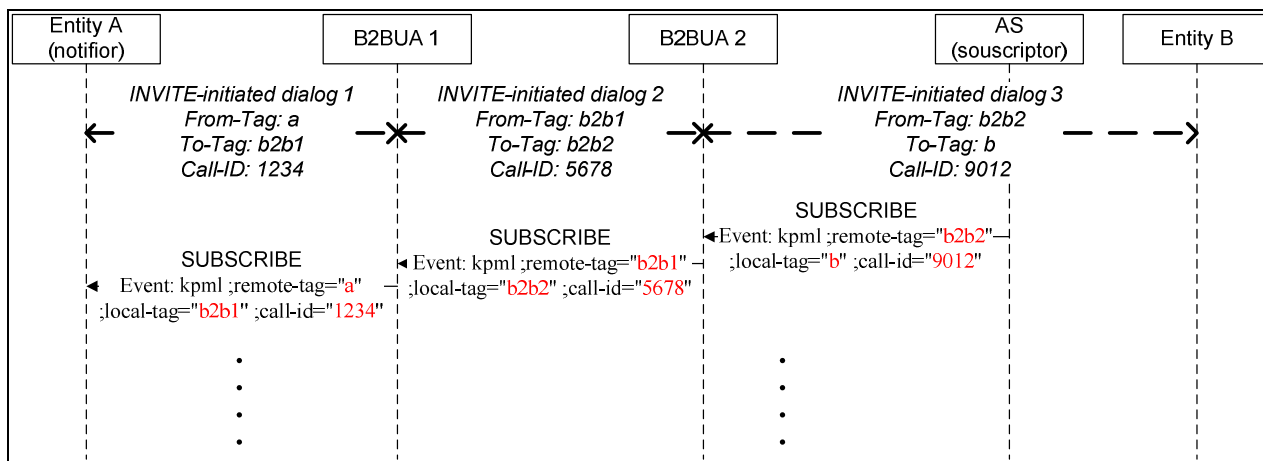 Entity A
(notifior)
B2BUA 1
B2BUA 2
AS
(souscriptor)
Entity B
INVITE-initiated dialog 1
From-Tag: a
To-Tag: b2b1
Call-ID: 1234
INVITE-initiated dialog 2
From-Tag: b2b1
To-Tag: b2b2
Call-ID: 5678
INVITE-initiated dialog 3
From-Tag: b2b2
To-Tag: b
Call-ID: 9012
SUBSCRIBE
Event: kpml ;remote-tag="b2b2"
;local-tag="b" ;call-id="9012"
SUBSCRIBE
Event: kpml ;remote-tag="b2b1"
;local-tag="b2b2" ;call-id="5678"
SUBSCRIBE
Event: kpml ;remote-tag="a"
;local-tag="b2b1" ;call-id="1234"